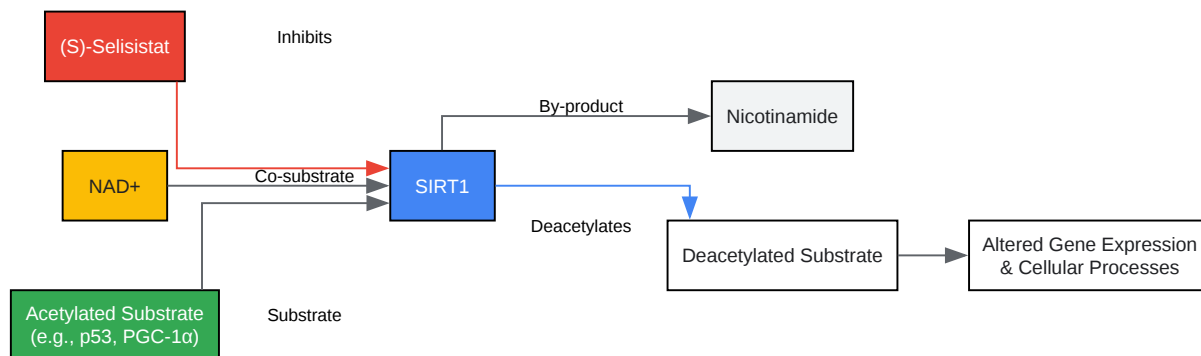 (S)-Selisistat
Inhibits
By-product
Nicotinamide
NAD+
Co-substrate
SIRT1
Deacetylates
Deacetylated Substrate
Altered Gene Expression
& Cellular Processes
Acetylated Substrate
(e.g., p53, PGC-1α)
Substrate